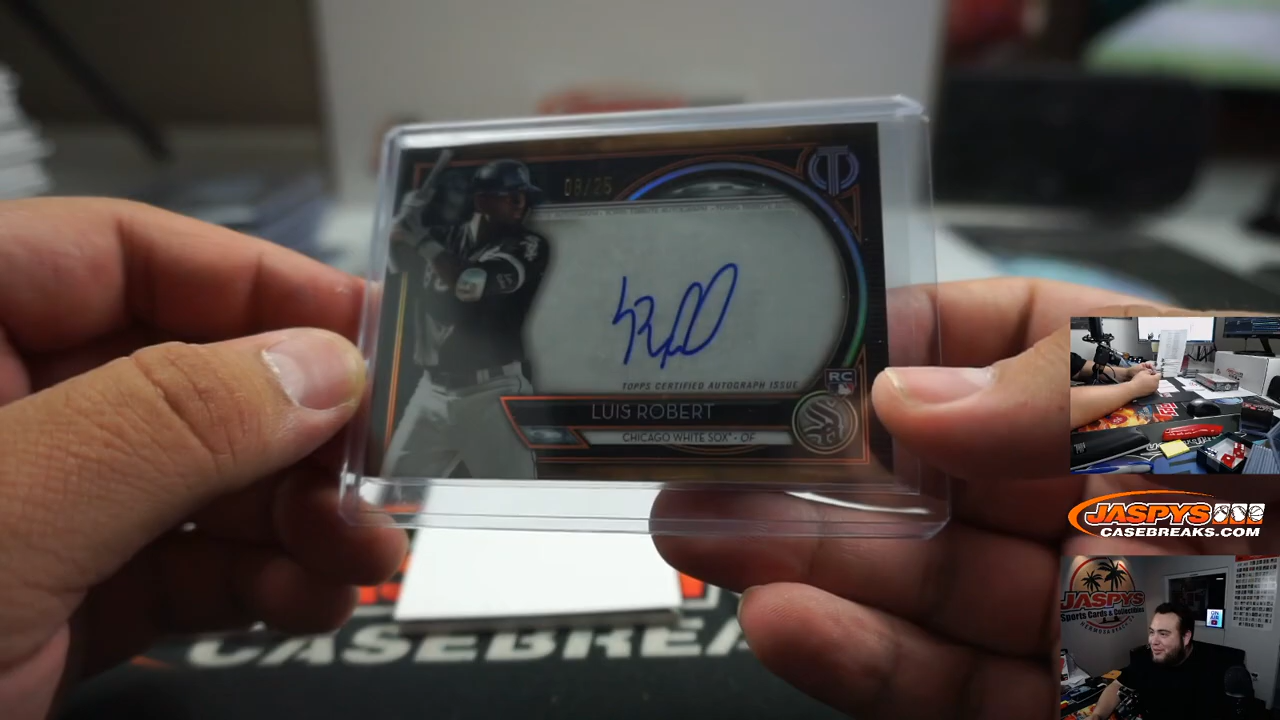 08/25
TOPPS CERTIFIED AUTOGRAPH ISSUE
RC
LUIS ROBERT
CHICAGO WHITE SOX® - OF
CASEBREA
JASPYS
CASEBREAKS.COM
JASPYS
Sports Cards & Collectibles